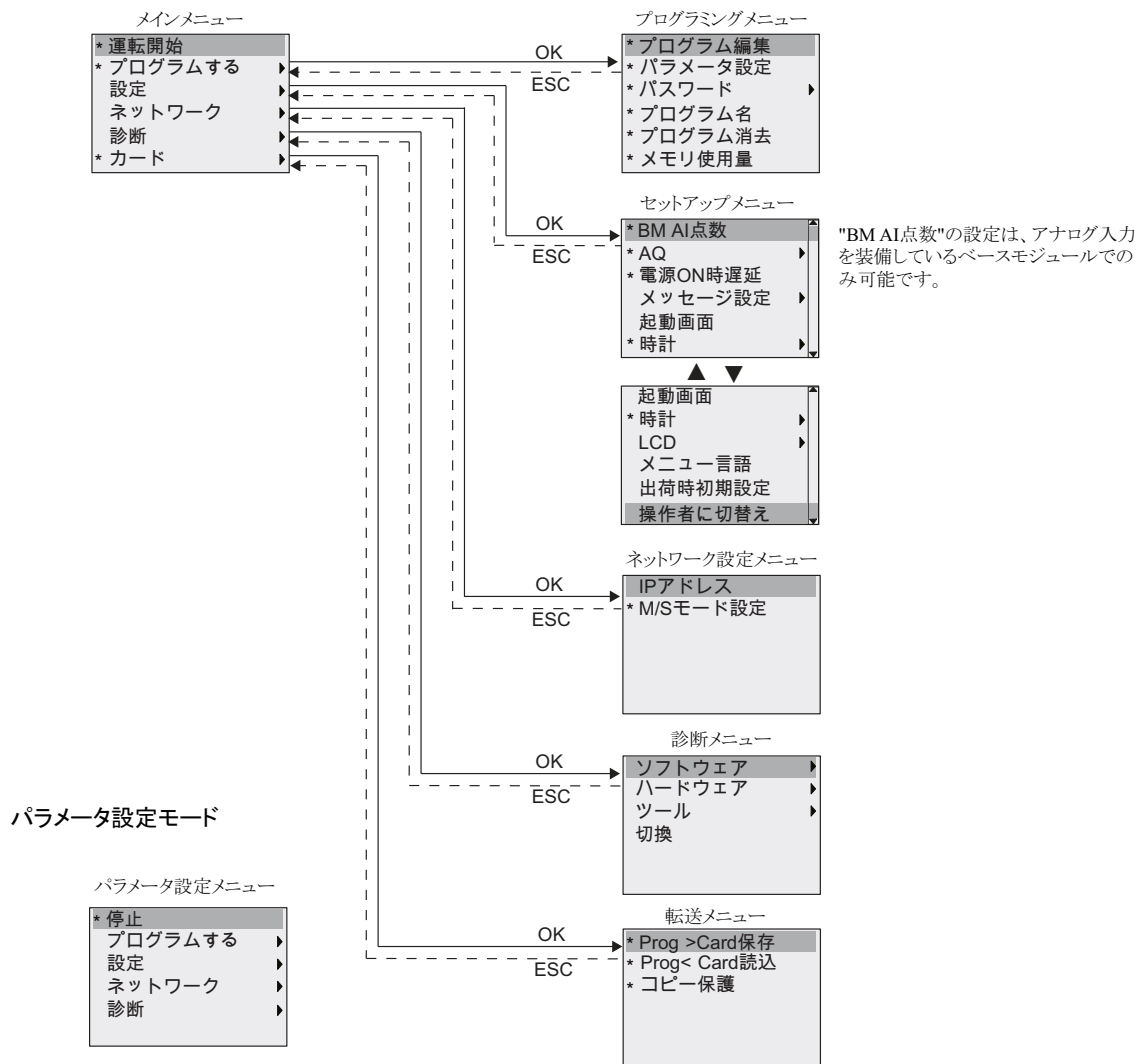 メインメニュー
* 運転開始
* プログラムする
設定
ネットワーク
診断
* カード
OK
ESC
プログラミングメニュー
* プログラム編集
* パラメータ設定
* パスワード
* プログラム名
* プログラム消去
* メモリ使用量
OK
ESC
セットアップメニュー
* BM AI点数
* AQ
* 電源ON時遅延
メッセージ設定
起動画面
* 時計
"BM AI点数"の設定は、アナログ入力
を装備しているベースモジュールでの
み可能です。
▲ ▼
起動画面
* 時計
LCD
メニュー言語
出荷時初期設定
操作者に切替え
OK
ESC
ネットワーク設定メニュー
IPアドレス
* M/Sモード設定
OK
ESC
診断メニュー
ソフトウェア
ハードウェア
ツール
切換
パラメータ設定モード
パラメータ設定メニュー
* 停止
プログラムする
設定
ネットワーク
診断
OK
ESC
転送メニュー
* Prog >Card保存
* Prog< Card読込
* コピー保護